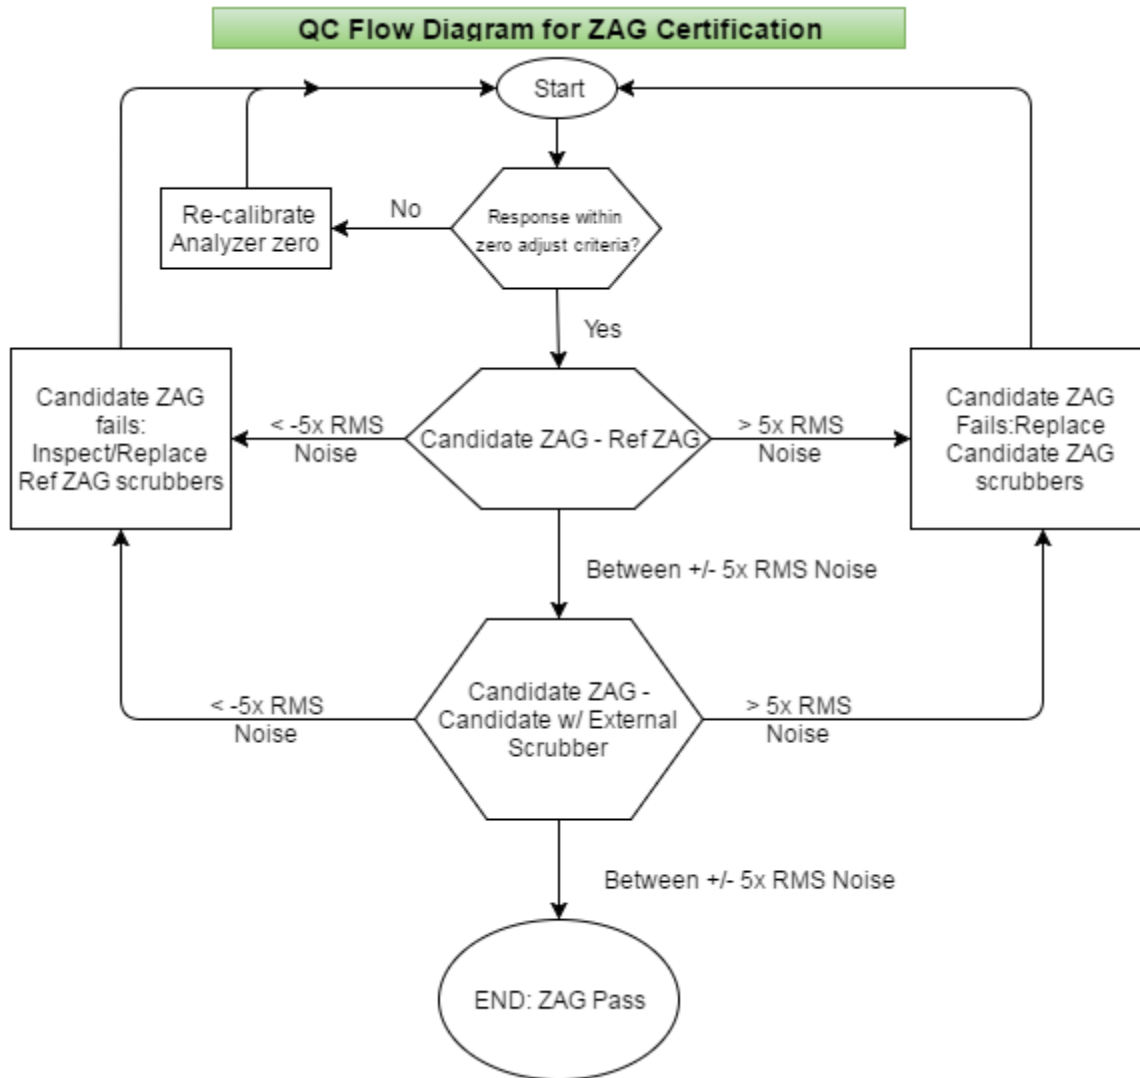 QC Flow Diagram for ZAG Certification
Start
Response within
zero adjust criteria?
No
Re-calibrate
Analyzer zero
Yes
Candidate ZAG
fails:
Inspect/Replace
Ref ZAG scrubbers
< -5x RMS
Noise
Candidate ZAG - Ref ZAG
> 5x RMS
Noise
Candidate ZAG
Fails:Replace
Candidate ZAG
scrubbers
Between +/- 5x RMS Noise
< -5x RMS
Noise
Candidate ZAG -
Candidate w/ External
Scrubber
> 5x RMS
Noise
Between +/- 5x RMS Noise
END: ZAG Pass